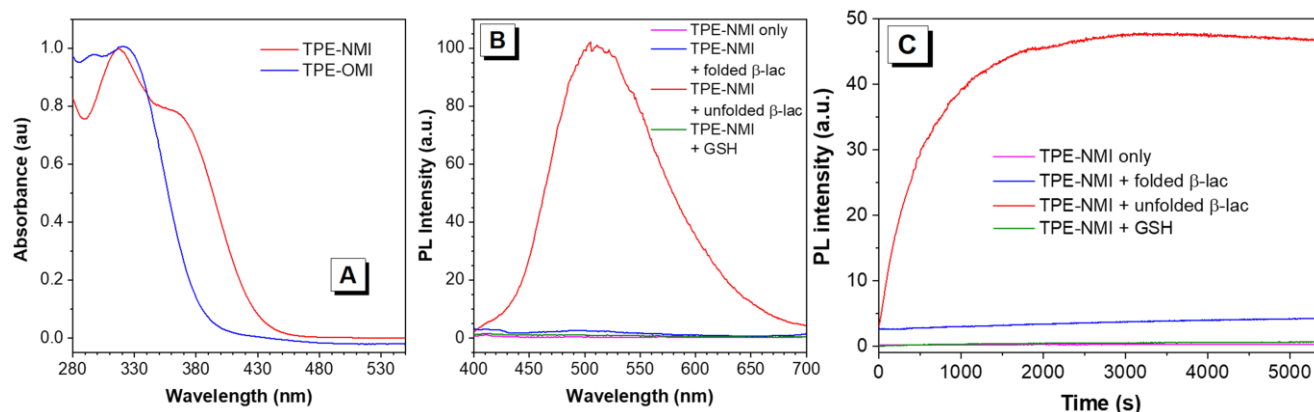 A
TPE-NMI
TPE-OMI
Absorbance (au)
1.0
0.8
0.6
0.4
0.2
0.0
280
330
380
430
480
530
Wavelength (nm)
B
TPE-NMI only
TPE-NMI
+ folded β-lac
TPE-NMI
+ unfolded β-lac
TPE-NMI
+ GSH
PL Intensity (a.u.)
100
80
60
40
20
0
400
450
500
550
600
650
700
Wavelength (nm)
C
TPE-NMI only
TPE-NMI + folded β-lac
TPE-NMI + unfolded β-lac
TPE-NMI + GSH
PL intensity (a.u.)
50
40
30
20
10
0
0
1000
2000
3000
4000
5000
Time (s)